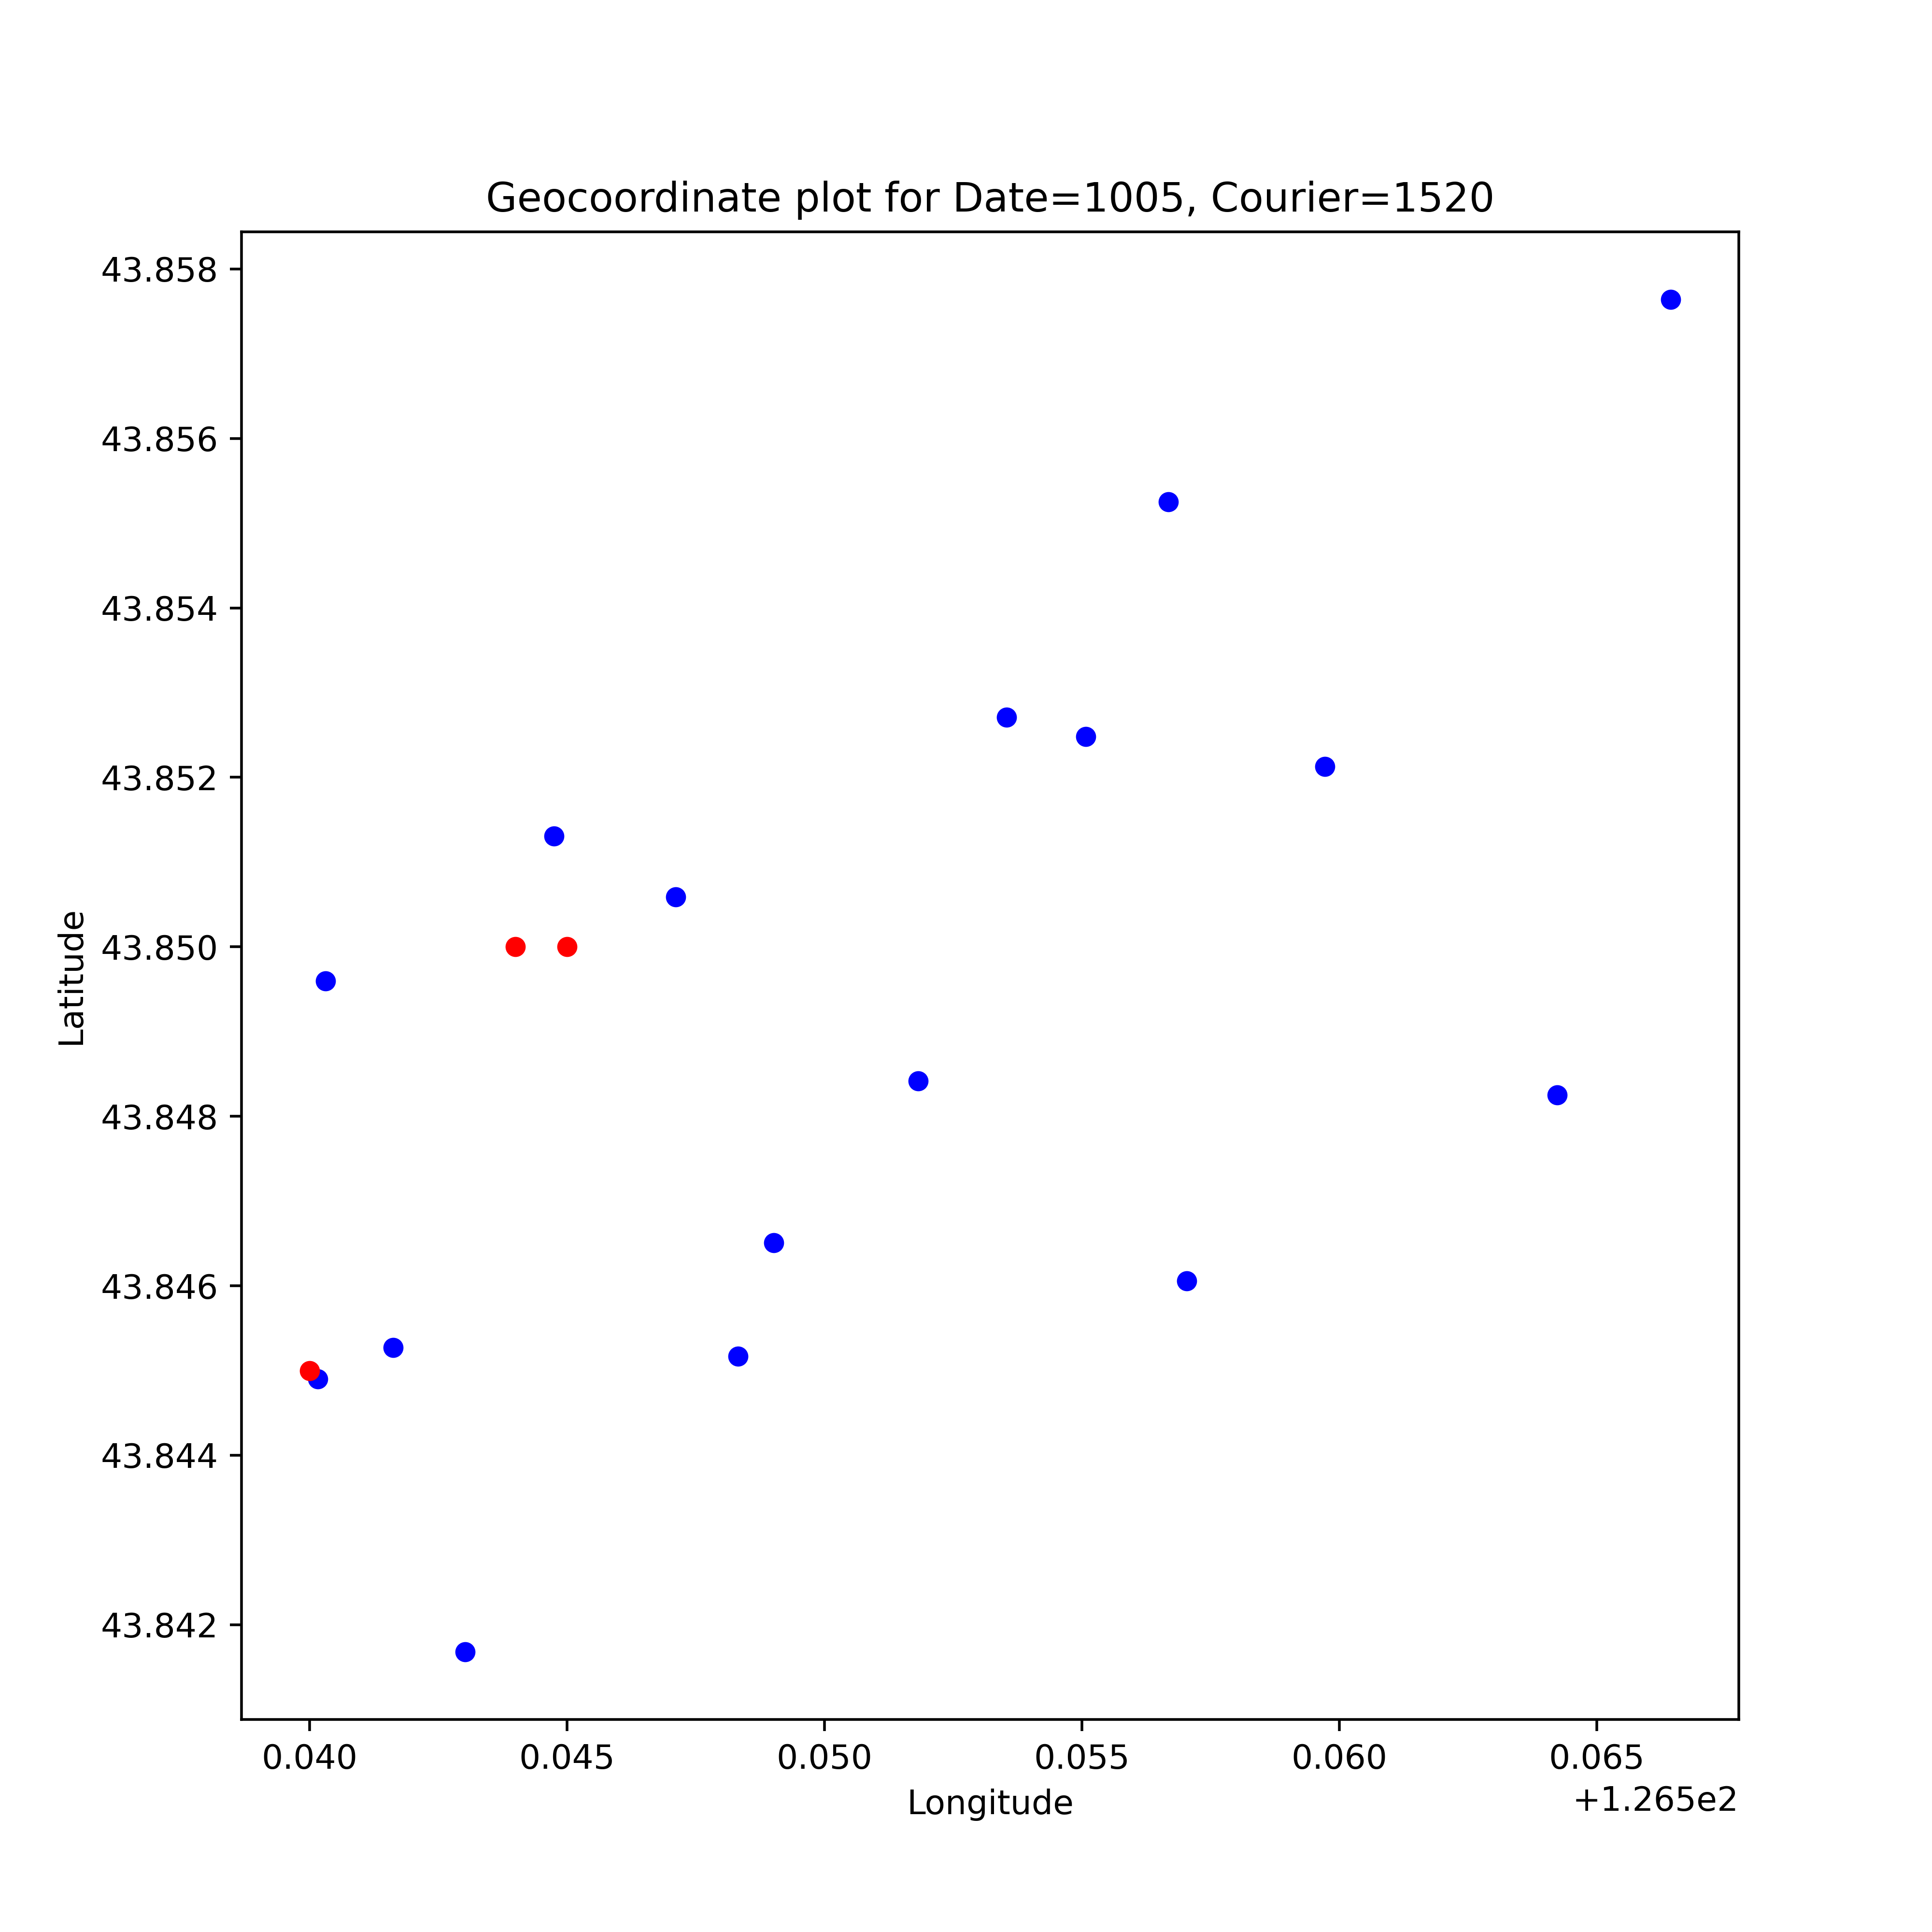 Geocoordinate plot for Date=1005, Courier=1520
43.858
43.856
43.854
43.852
43.850
43.848
43.846
43.844
43.842
Latitude
0.040 0.045 0.050 0.055 0.060 0.065
+1.265e2
Longitude